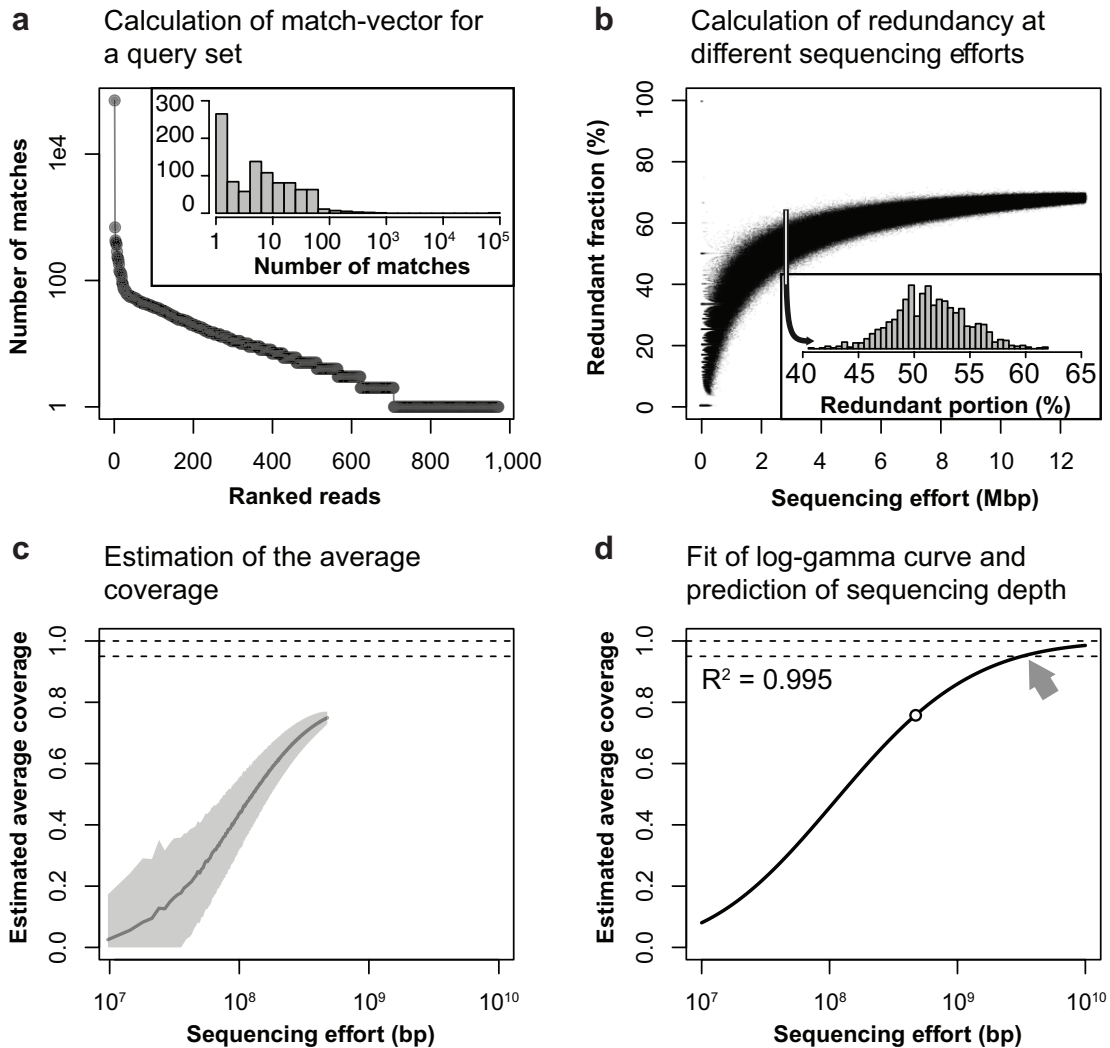 a
Calculation of match-vector for
a query set
Number of matches
1e4
100
1
300
200
100
0
1 10 100 10³ 10⁴ 10⁵
Number of matches
0 200 400 600 800 1,000
Ranked reads
b
Calculation of redundancy at
different sequencing efforts
Redundant fraction (%)
100
80
60
40
20
0
40 45 50 55 60 65
Redundant portion (%)
0 2 4 6 8 10 12
Sequencing effort (Mbp)
c
Estimation of the average
coverage
Estimated average coverage
1.0
0.8
0.6
0.4
0.2
0.0
10⁷ 10⁸ 10⁹ 10¹⁰
Sequencing effort (bp)
d
Fit of log-gamma curve and
prediction of sequencing depth
Estimated average coverage
1.0
0.8
0.6
0.4
0.2
0.0
R² = 0.995
10⁷ 10⁸ 10⁹ 10¹⁰
Sequencing effort (bp)